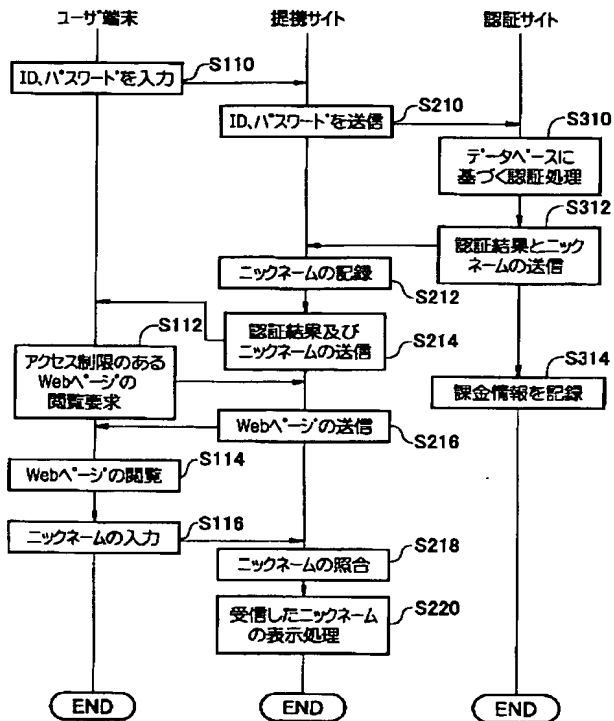 ユーザ端末
提携サイト
認証サイト
S110
ID、パスワードを入力
S210
ID、パスワードを送信
S310
データベースに
基づく認証処理
S312
認証結果とニック
ネームの送信
ニックネームの記録
S212
S112
認証結果及び
ニックネームの送信
S214
アクセス制限のある
Webページの
閲覧要求
S314
課金情報を記録
Webページの送信
S216
S114
Webページの閲覧
S116
ニックネームの入力
S218
ニックネームの照合
S220
受信したニックネーム
の表示処理
END
END
END